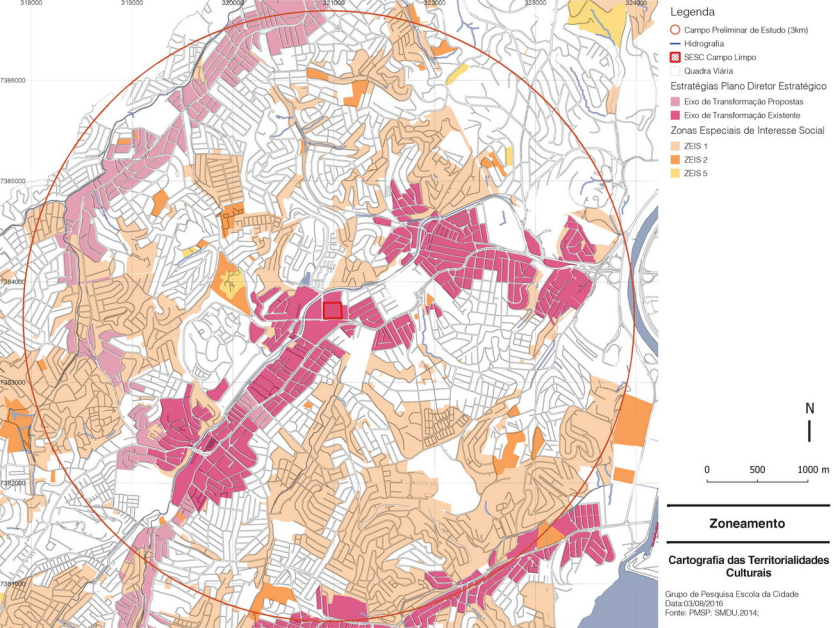 318000 319000 320000 321000 322000 323000 324000
7386000
7385000
7384000
7383000
7382000
7381000
Legenda
Campo Preliminar de Estudo (3km)
Hidrografia
SESC Campo Limpo
Quadra Viária
Estratégias Plano Diretor Estratégico
Eixo de Transformação Propostas
Eixo de Transformação Existente
Zonas Especiais de Interesse Social
ZEIS 1
ZEIS 2
ZEIS 5
N
0 500 1000 m
Zoneamento
Cartografia das Territorialidades
Culturais
Grupo de Pesquisa Escola da Cidade
Data:03/08/2016
Fonte: PMSP: SMDU,2014;